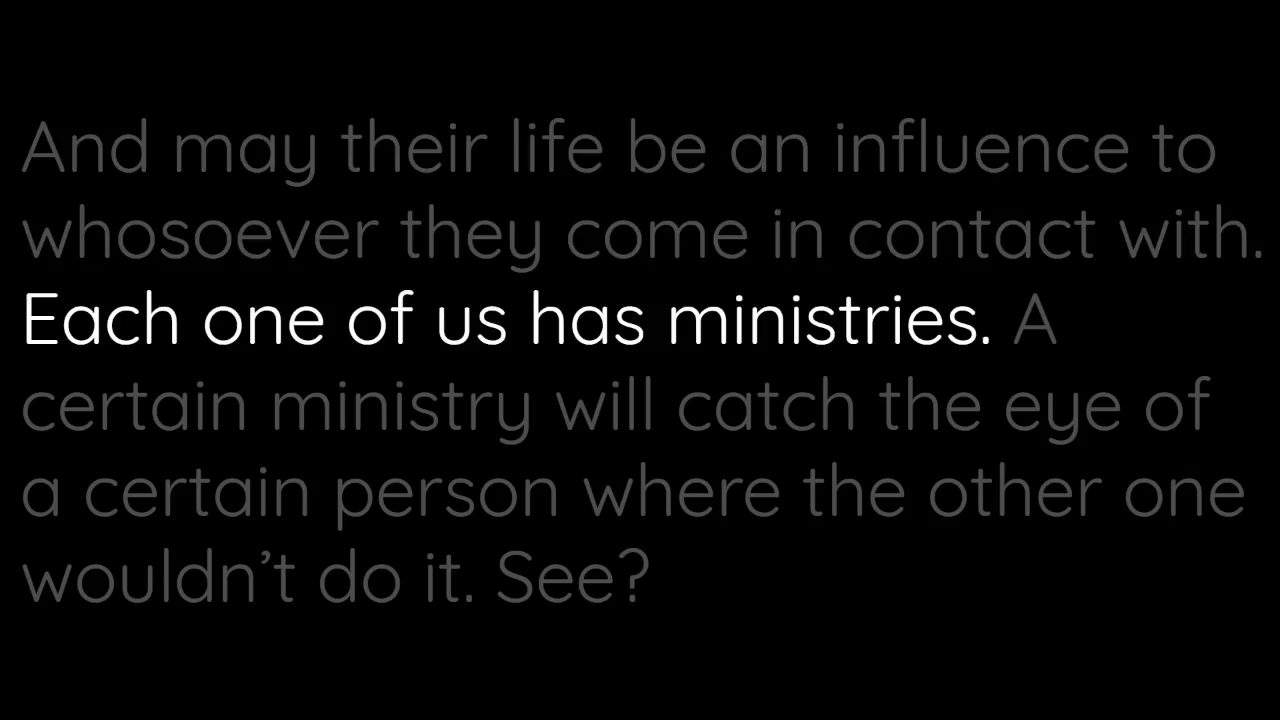 And may their life be an influence to
whosoever they come in contact with.
Each one of us has ministries. A
certain ministry will catch the eye of
a certain person where the other one
wouldn’t do it. See?